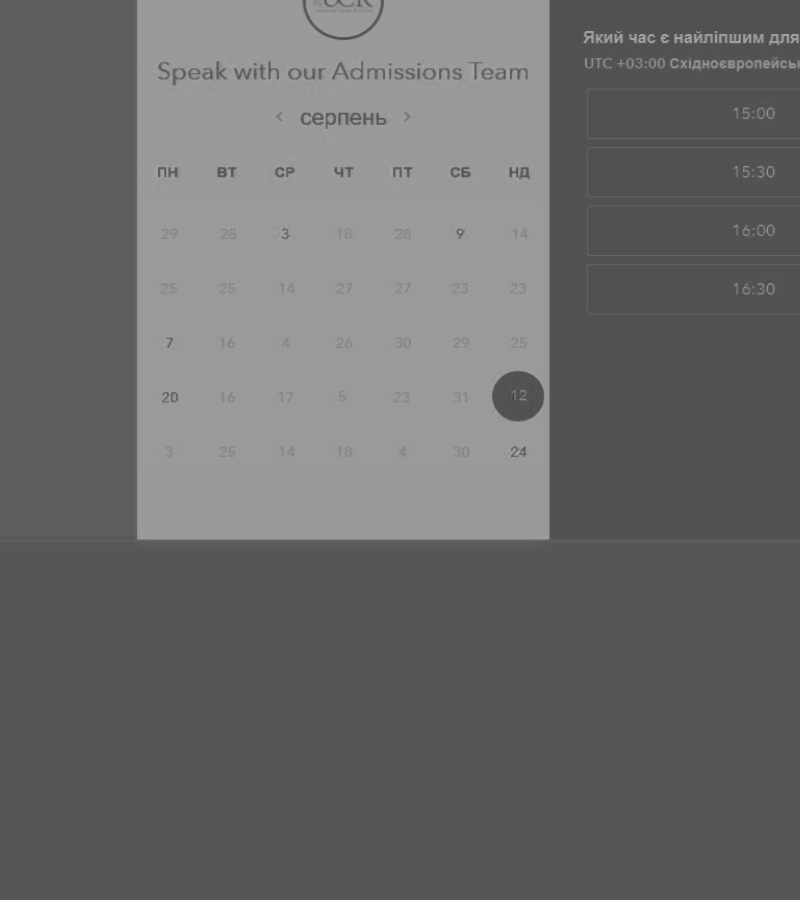 UCR
Speak with our Admissions Team
< серпень >
ПН ВТ СР ЧТ ПТ СБ НД
29 28 3 18 28 9 14
25 25 14 27 27 23 23
7 16 4 26 30 29 25
20 16 17 5 23 31 12
3 25 14 18 4 30 24
Який час є найліпшим для
UTC +03:00 Східноєвропейськ
15:00
15:30
16:00
16:30